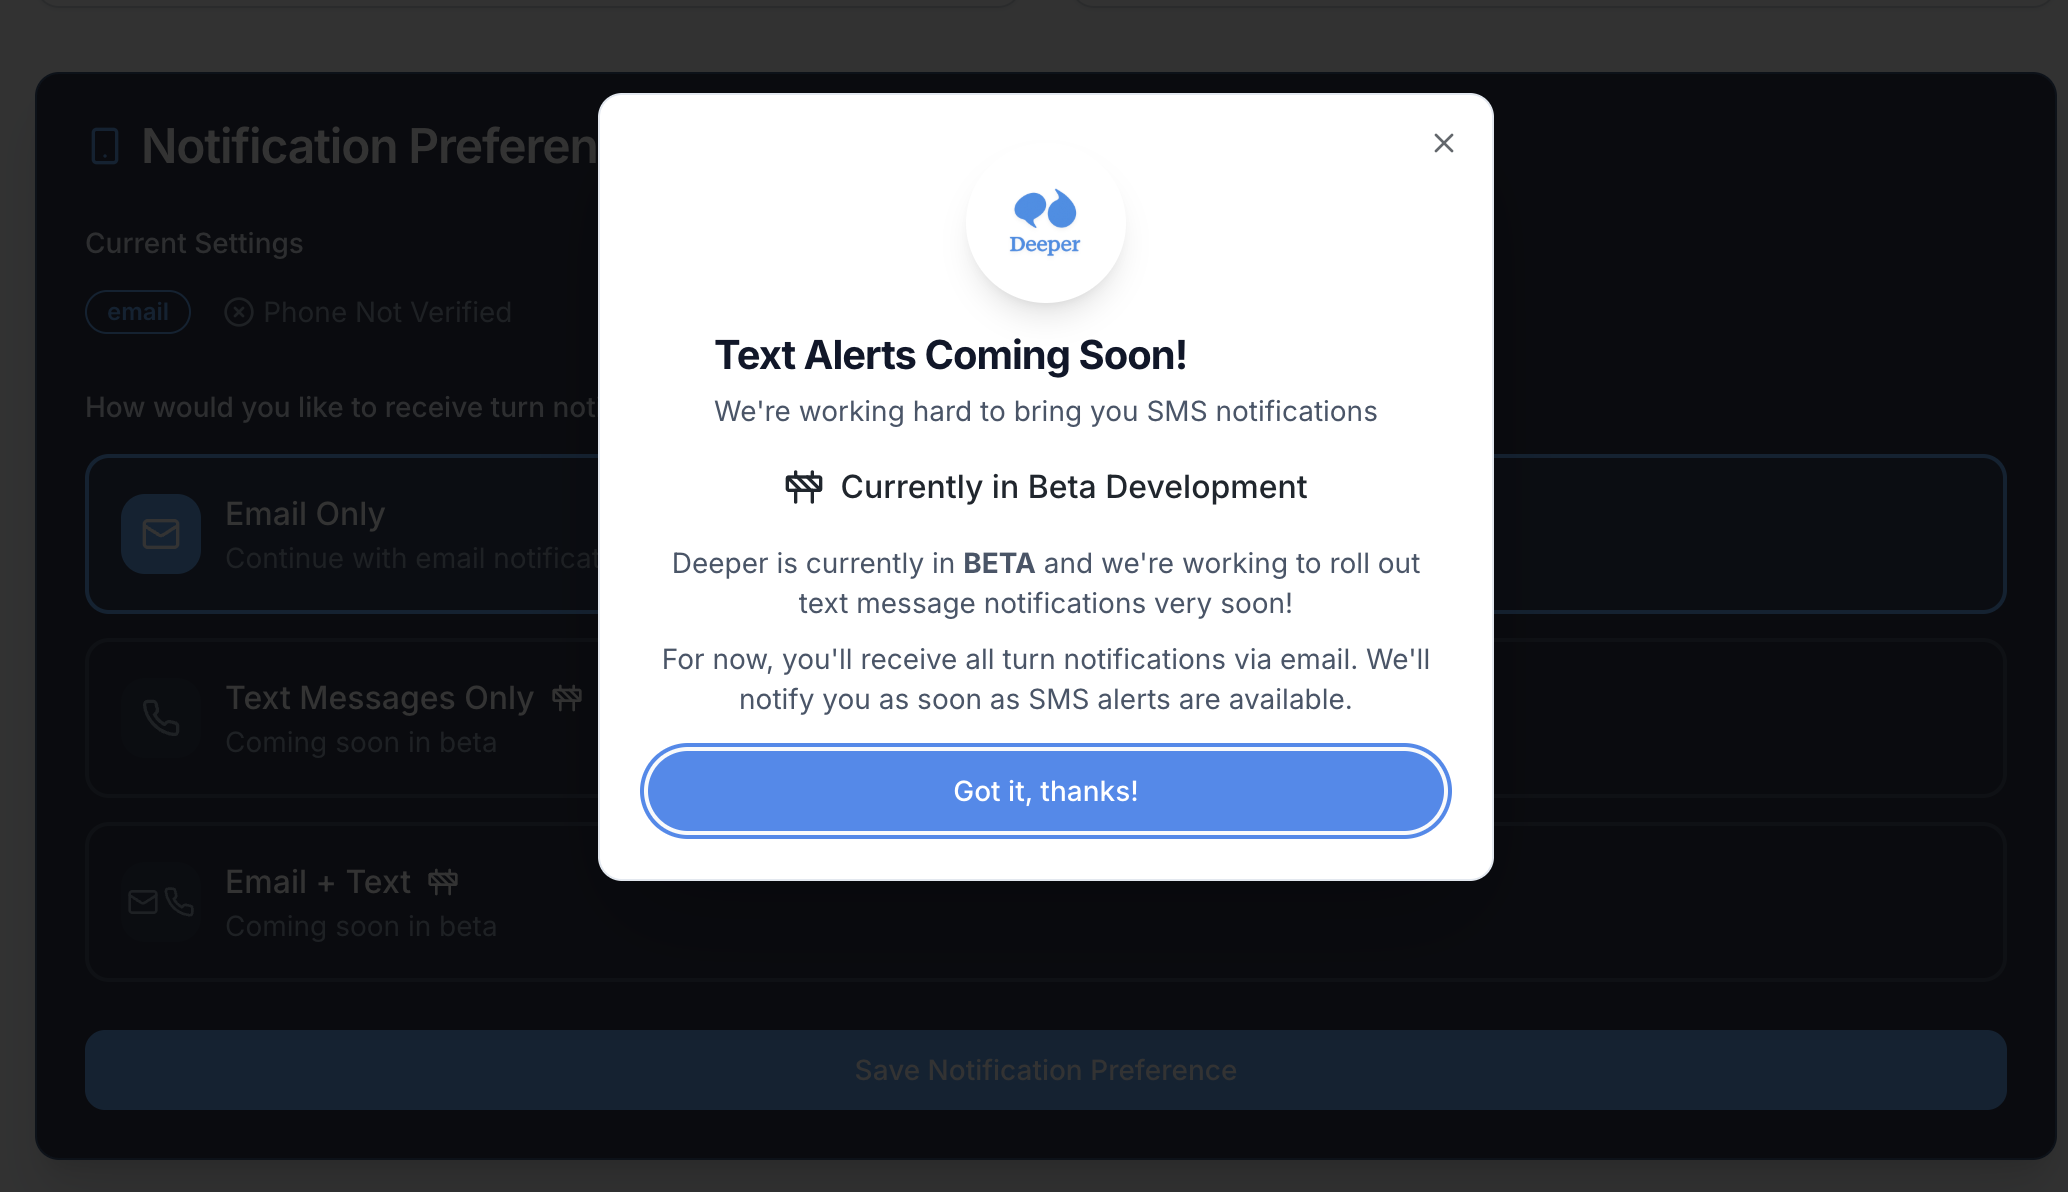 Notification Preferen
Current Settings
email
Phone Not Verified
How would you like to receive turn not
Email Only
Continue with email notificat
Text Messages Only
Coming soon in beta
Email + Text
Coming soon in beta
Save Notification Preference
Deeper
Text Alerts Coming Soon!
We're working hard to bring you SMS notifications
Currently in Beta Development
Deeper is currently in BETA and we're working to roll out
text message notifications very soon!
For now, you'll receive all turn notifications via email. We'll
notify you as soon as SMS alerts are available.
Got it, thanks!